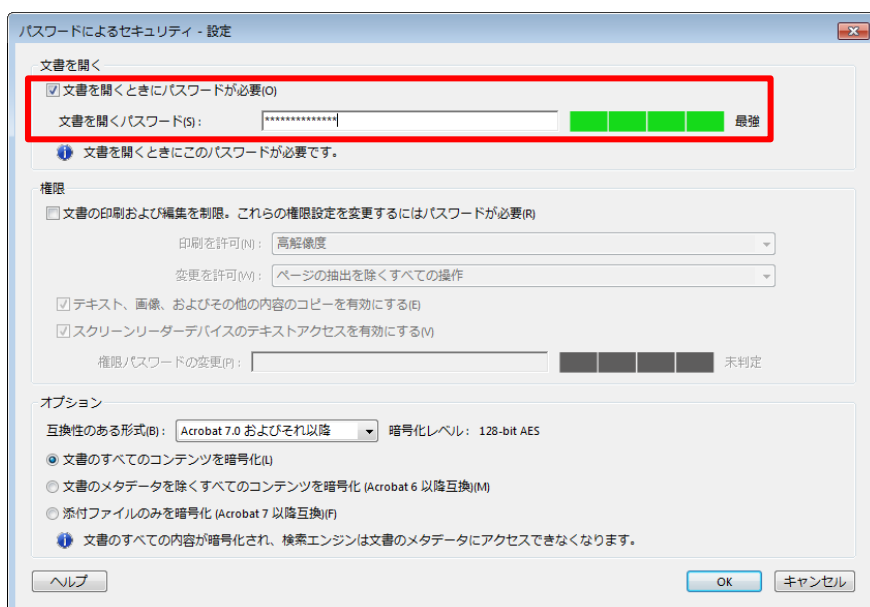 パスワードによるセキュリティ - 設定
文書を開く
文書を開くときにパスワードが必要(O)
文書を開くパスワード(S): ************** 最強
文書を開くときにこのパスワードが必要です。
権限
文書の印刷および編集を制限。これらの権限設定を変更するにはパスワードが必要(R)
印刷を許可(N): 高解像度
変更を許可(W): ページの抽出を除くすべての操作
テキスト、画像、およびその他の内容のコピーを有効にする(E)
スクリーンリーダーデバイスのテキストアクセスを有効にする(V)
権限パスワードの変更(P): 未判定
オプション
互換性のある形式(B): Acrobat 7.0 およびそれ以降 暗号化レベル: 128-bit AES
文書のすべてのコンテンツを暗号化(L)
文書のメタデータを除くすべてのコンテンツを暗号化 (Acrobat 6 以降互換)(M)
添付ファイルのみを暗号化 (Acrobat 7 以降互換)(F)
文書のすべての内容が暗号化され、検索エンジンは文書のメタデータにアクセスできなくなります。
ヘルプ OK キャンセル